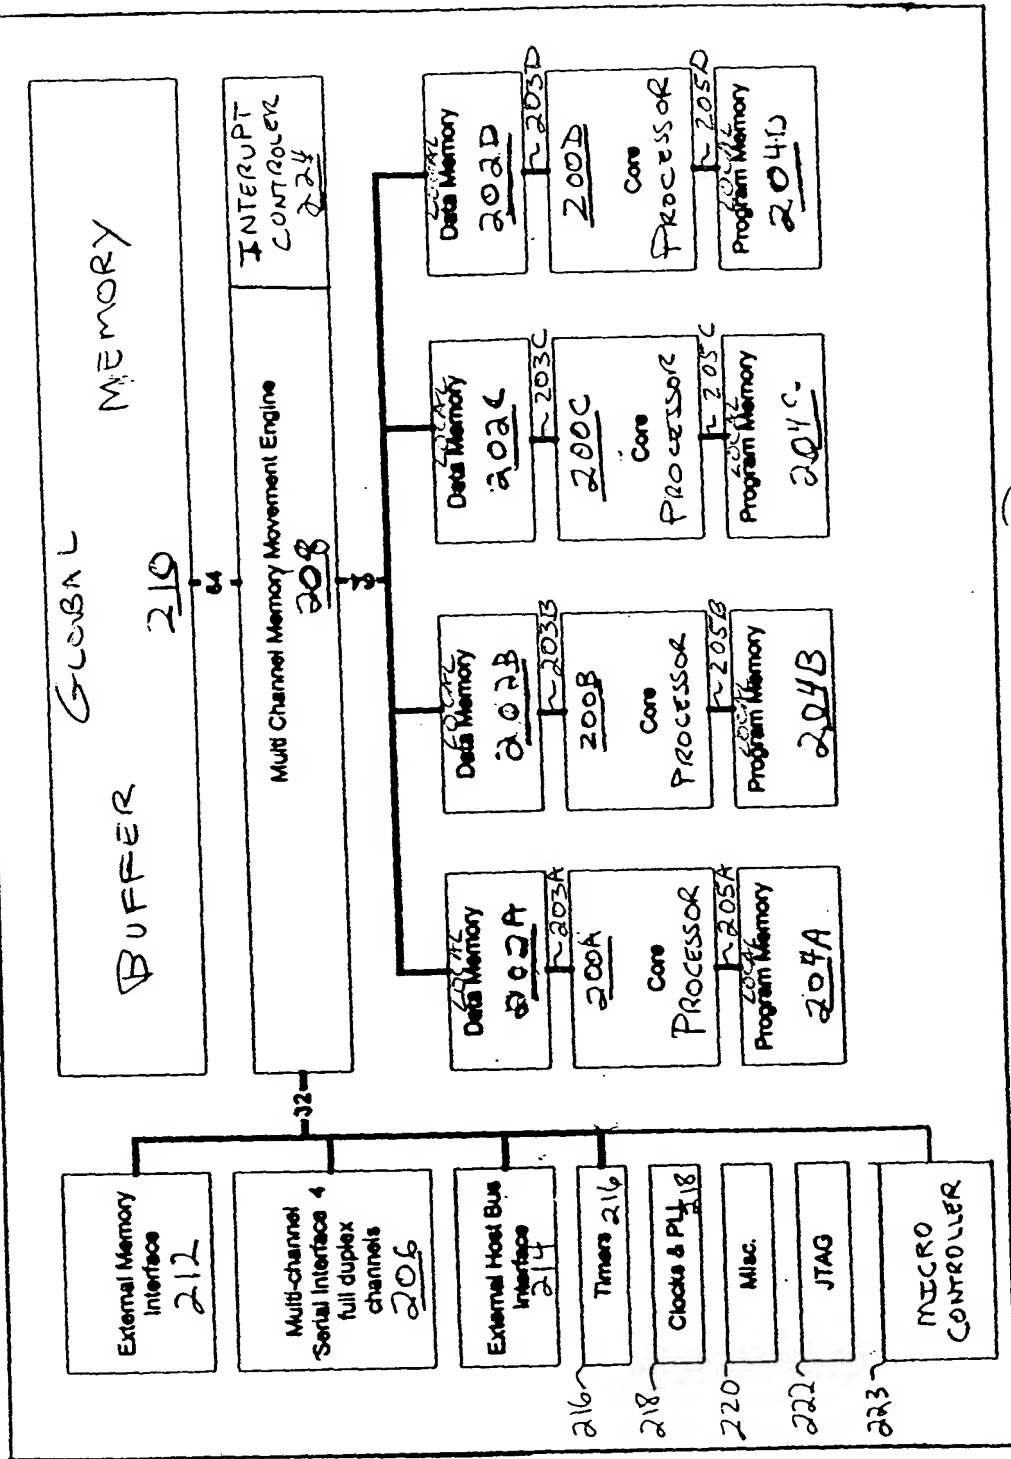 GLOBAL MEMORY
BUFFER
210
64
INTERUPT
CONTROLER
224
Multi Channel Memory Movement Engine
208
32
External Memory
Interface
212
Multi-channel
Serial Interface 4
full duplex
channels
206
External Host Bus
Interface
214
Timers 216
216
Clocks & PLL
218
218
Misc.
220
JTAG
222
MICRO
CONTROLLER
223
LOCAL
Data Memory
202A
203A
200A
Core
PROCESSOR
205A
LOCAL
Program Memory
204A
LOCAL
Data Memory
202B
203B
200B
Core
PROCESSOR
205B
LOCAL
Program Memory
204B
LOCAL
Data Memory
202C
203C
200C
Core
PROCESSOR
205C
LOCAL
Program Memory
204C
LOCAL
Data Memory
202D
203D
200D
Core
PROCESSOR
205D
LOCAL
Program Memory
204D